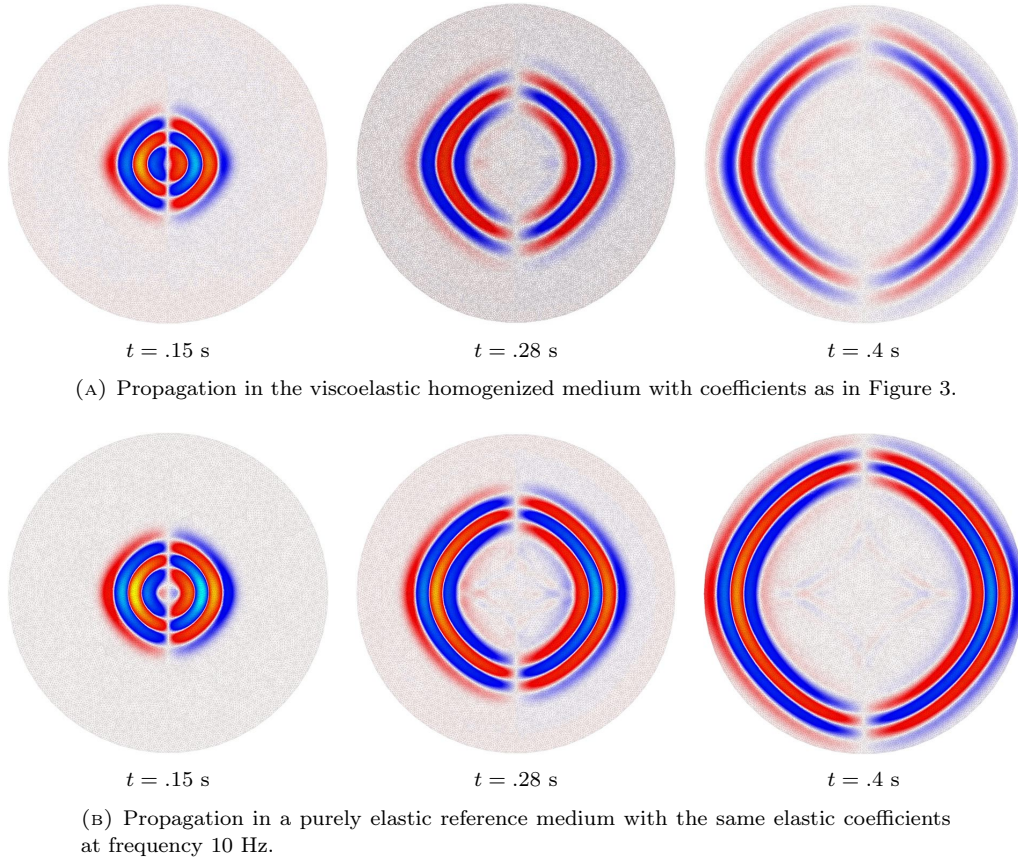 t = .15 s
t = .28 s
t = .4 s
(A) Propagation in the viscoelastic homogenized medium with coefficients as in Figure 3.
t = .15 s
t = .28 s
t = .4 s
(B) Propagation in a purely elastic reference medium with the same elastic coefficients
at frequency 10 Hz.